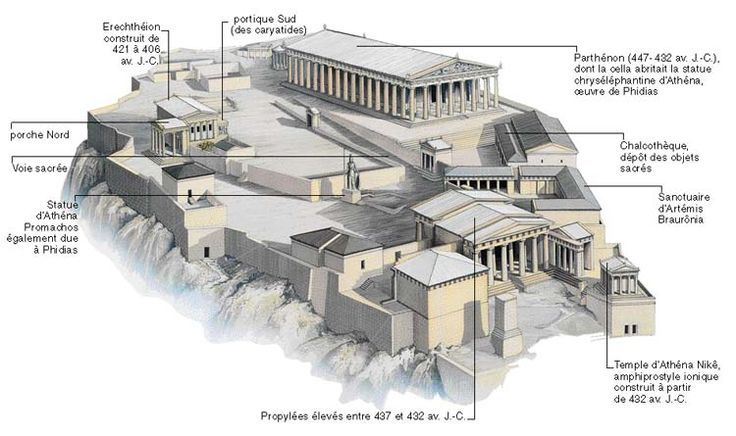 Erechthéion
construit de
421 à 406
av. J.-C.
portique Sud
(des caryatides)
Parthénon (447- 432 av. J.-C.),
dont la cella abritait la statue
chryséléphantine d'Athéna,
œuvre de Phidias
porche Nord
Voie sacrée
Statue
d'Athéna
Promachos
également due
à Phidias
Chalcothèque,
dépôt des objets
sacrés
Sanctuaire
d'Artémis
Braurônia
Temple d'Athéna Nikê,
amphiprostyle ionique
construit à partir
de 432 av. J.-C.
Propylées élevés entre 437 et 432 av. J.-C.